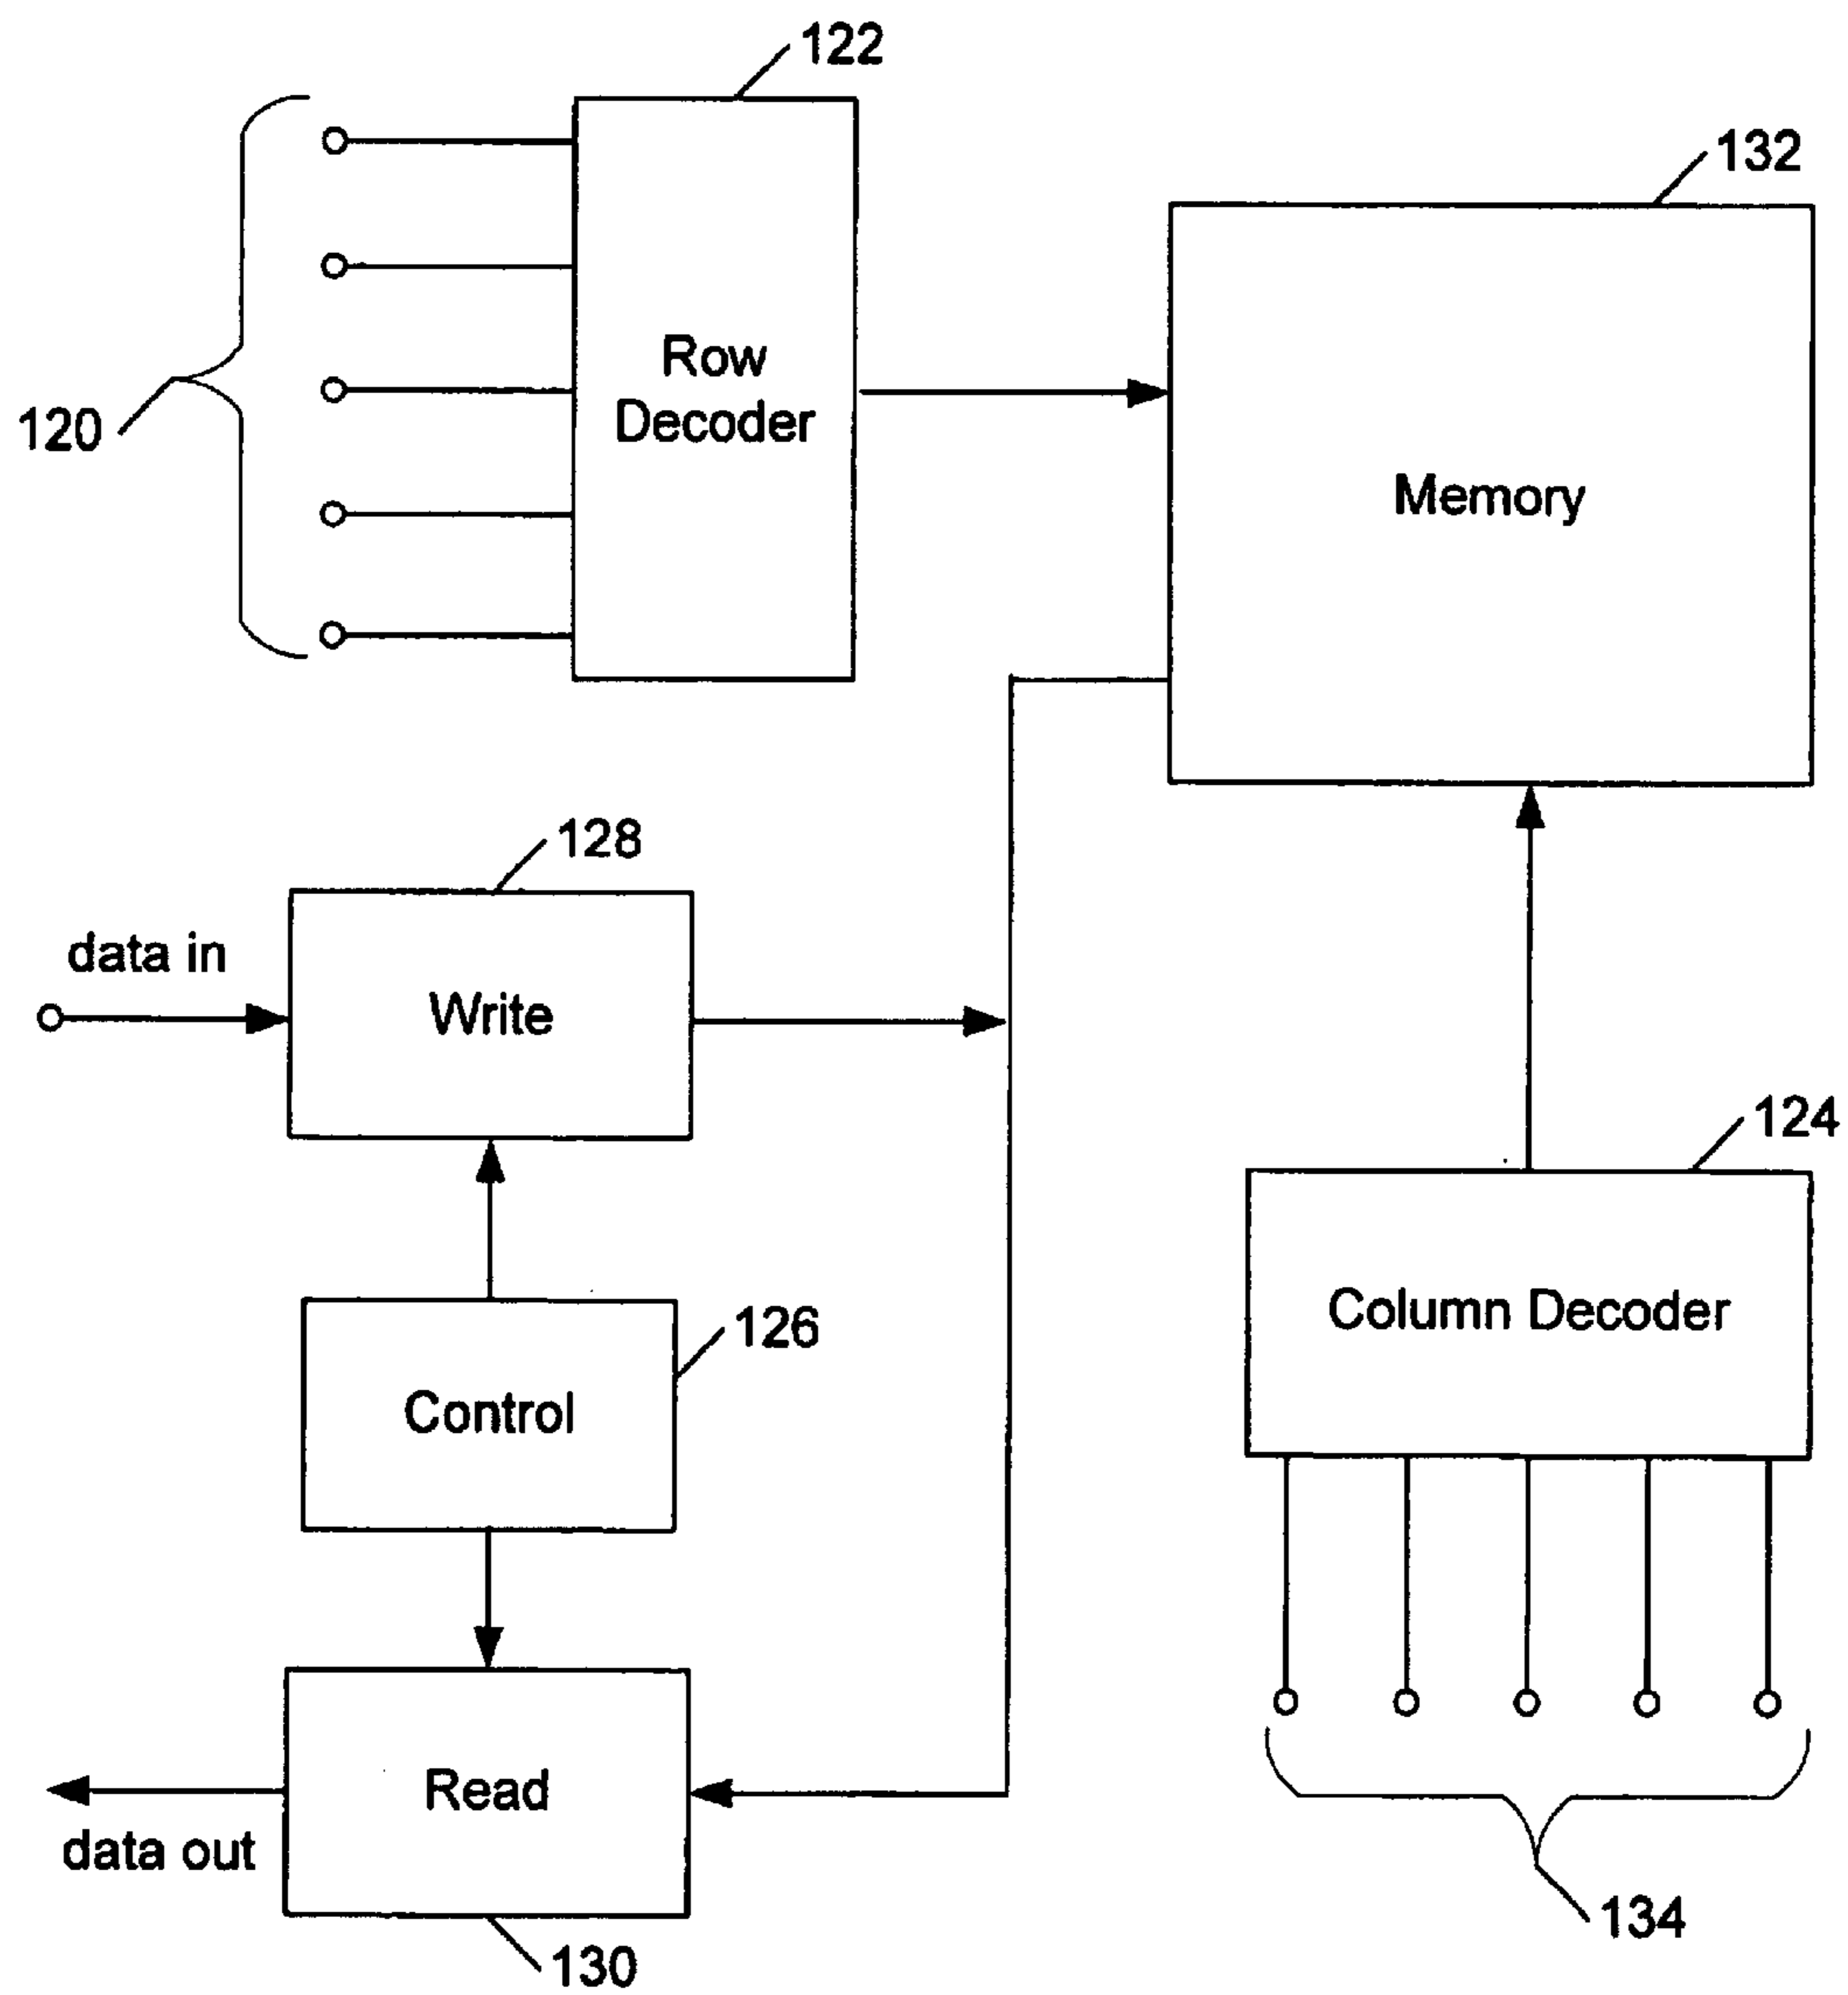 122
132
120
Row
Decoder
Memory
128
data in
Write
124
126
Column Decoder
Control
Read
data out
134
130